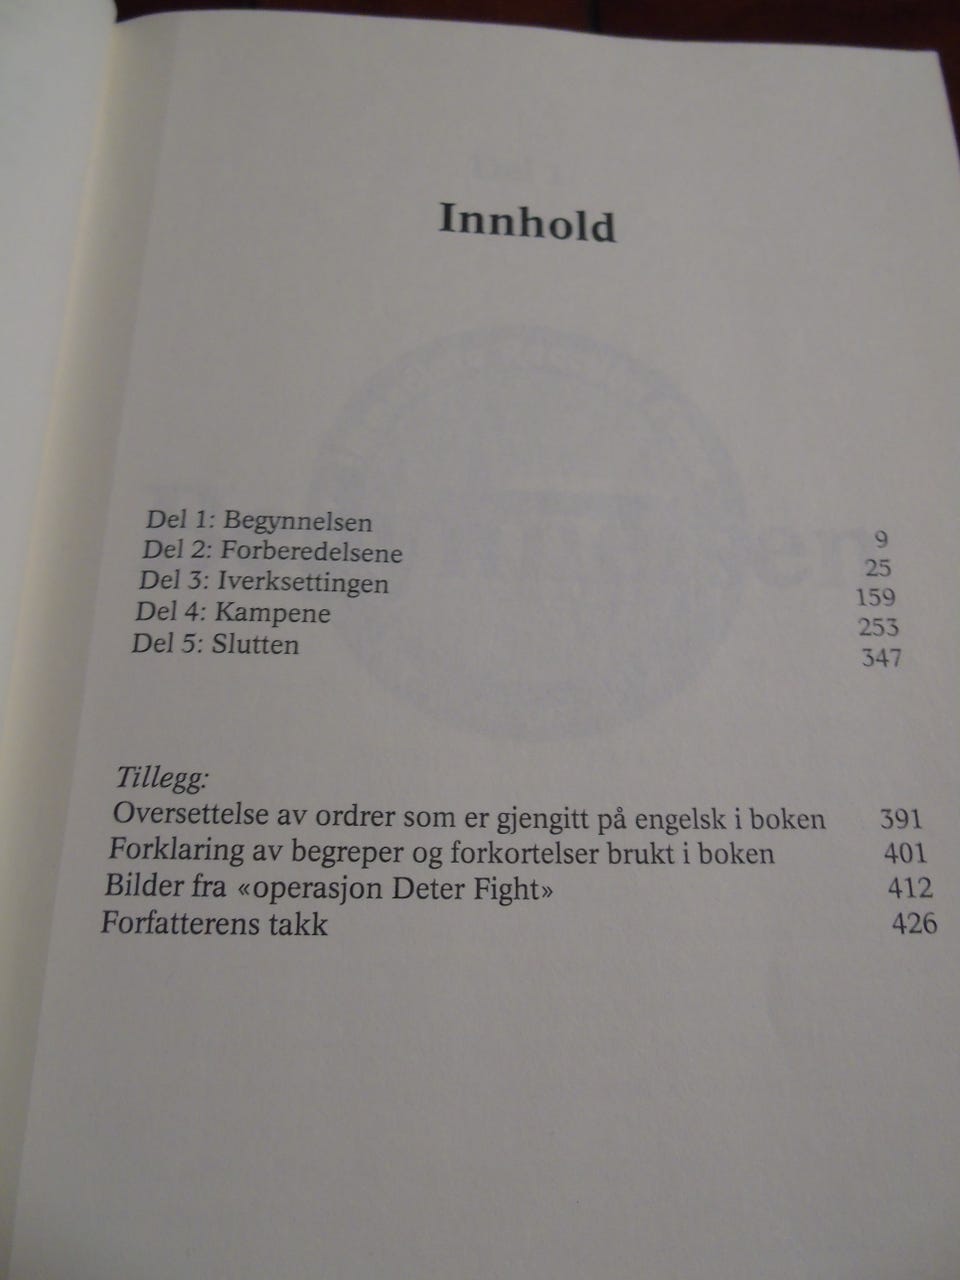 Innhold
Del 1: Begynnelsen 9
Del 2: Forberedelsene 25
Del 3: Iverksettingen 159
Del 4: Kampene 253
Del 5: Slutten 347
Tillegg:
Oversettelse av ordrer som er gjengitt på engelsk i boken 391
Forklaring av begreper og forkortelser brukt i boken 401
Bilder fra «operasjon Deter Fight» 412
Forfatterens takk 426